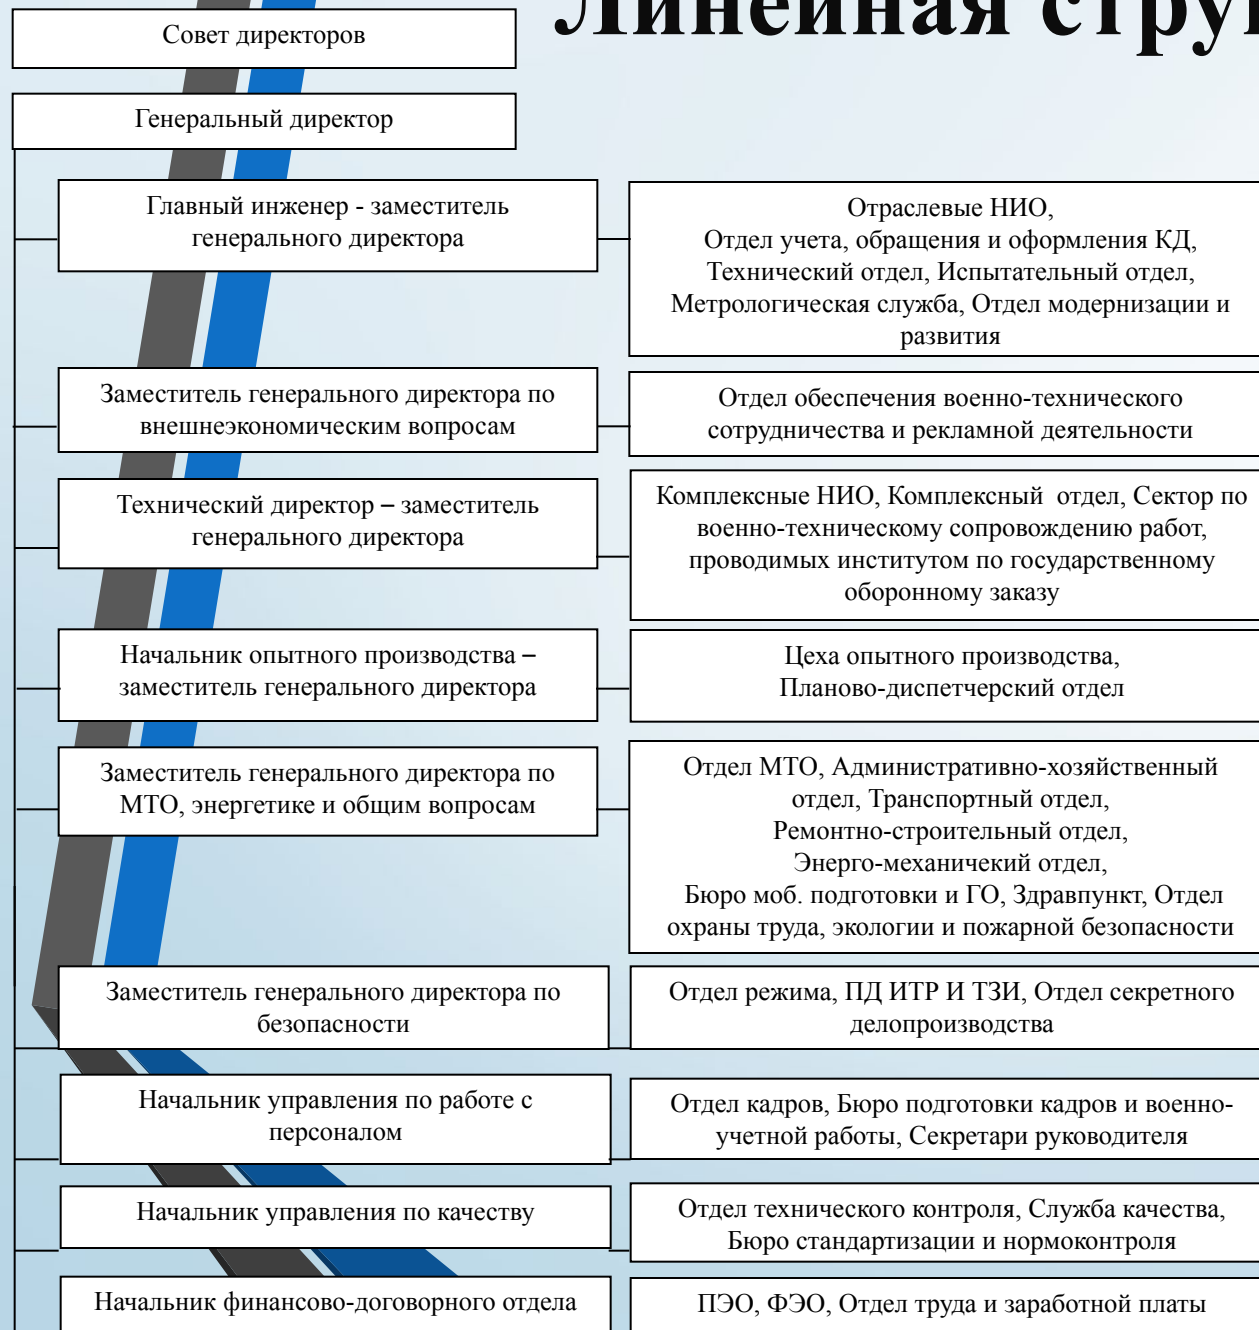 Линейная
Совет директоров
Генеральный директор
Главный инженер - заместитель
генерального директора
Отраслевые НИО,
Отдел учета, обращения и оформления КД,
Технический отдел, Испытательный отдел,
Метрологическая служба, Отдел модернизации и
развития
Заместитель генерального директора по
внешнеэкономическим вопросам
Отдел обеспечения военно-технического
сотрудничества и рекламной деятельности
Технический директор – заместитель
генерального директора
Комплексные НИО, Комплексный отдел, Сектор по
военно-техническому сопровождению работ,
проводимых институтом по государственному
оборонному заказу
Начальник опытного производства –
заместитель генерального директора
Цеха опытного производства,
Планово-диспетчерский отдел
Заместитель генерального директора по
МТО, энергетике и общим вопросам
Отдел МТО, Административно-хозяйственный
отдел, Транспортный отдел,
Ремонтно-строительный отдел,
Энерго-механичекий отдел,
Бюро моб. подготовки и ГО, Здравпункт, Отдел
охраны труда, экологии и пожарной безопасности
Заместитель генерального директора по
безопасности
Отдел режима, ПД ИТР И ТЗИ, Отдел секретного
делопроизводства
Начальник управления по работе с
персоналом
Отдел кадров, Бюро подготовки кадров и военно-
учетной работы, Секретари руководителя
Начальник управления по качеству
Отдел технического контроля, Служба качества,
Бюро стандартизации и нормоконтроля
Начальник финансово-договорного отдела
ПЭО, ФЭО, Отдел труда и заработной платы